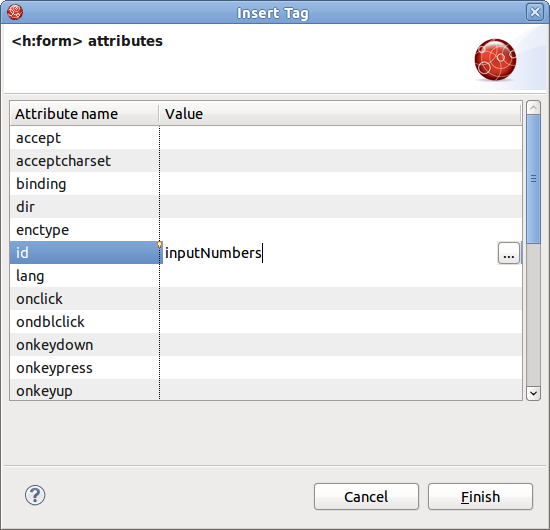 Insert Tag
<h:form> attributes
Attribute name Value
accept
acceptcharset
binding
dir
enctype
id inputNumbers ...
lang
onclick
ondblclick
onkeydown
onkeypress
onkeyup
? Cancel Finish